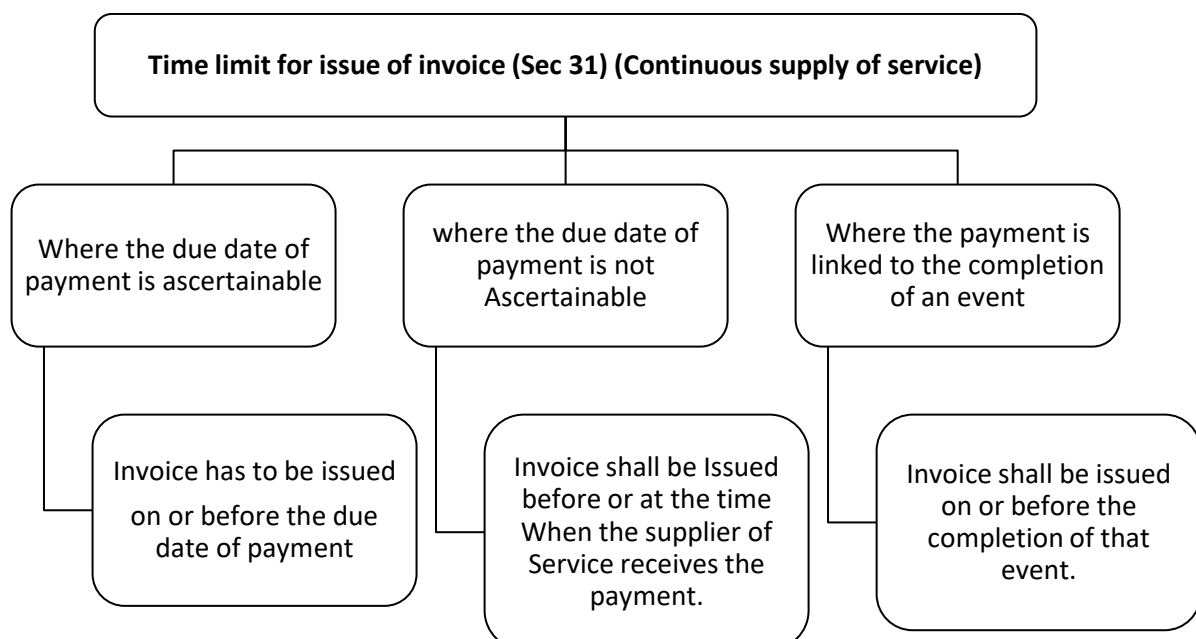 Time limit for issue of invoice (Sec 31) (Continuous supply of service)
Where the due date of
payment is ascertainable
where the due date of
payment is not
Ascertainable
Where the payment is
linked to the completion
of an event
Invoice has to be issued
on or before the due
date of payment
Invoice shall be Issued
before or at the time
When the supplier of
Service receives the
payment.
Invoice shall be issued
on or before the
completion of that
event.